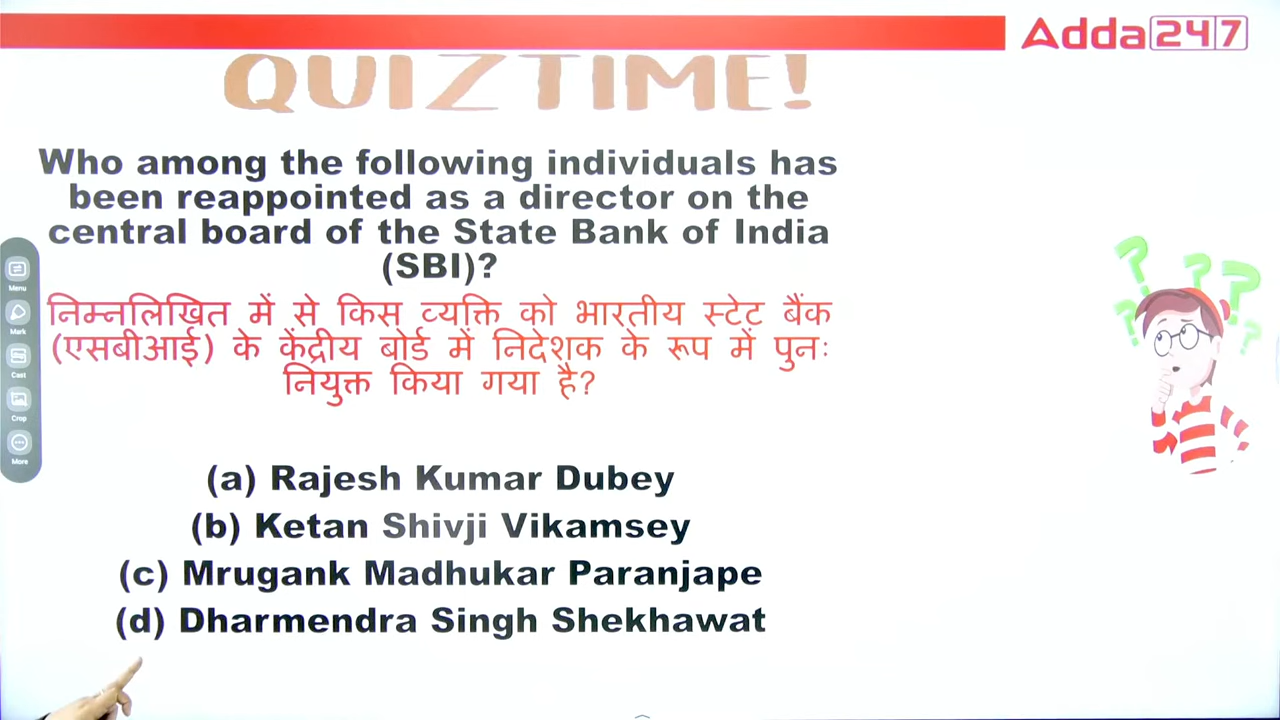 Adda247
QUIZTIME!
Who among the following individuals has
been reappointed as a director on the
central board of the State Bank of India
(SBI)?
निम्नलिखित में से किस व्यक्ति को भारतीय स्टेट बैंक
(एसबीआई) के केंद्रीय बोर्ड में निदेशक के रूप में पुनः
नियुक्त किया गया है?
(a) Rajesh Kumar Dubey
(b) Ketan Shivji Vikamsey
(c) Mrugank Madhukar Paranjape
(d) Dharmendra Singh Shekhawat
Menu
Mark
Cast
Crop
More